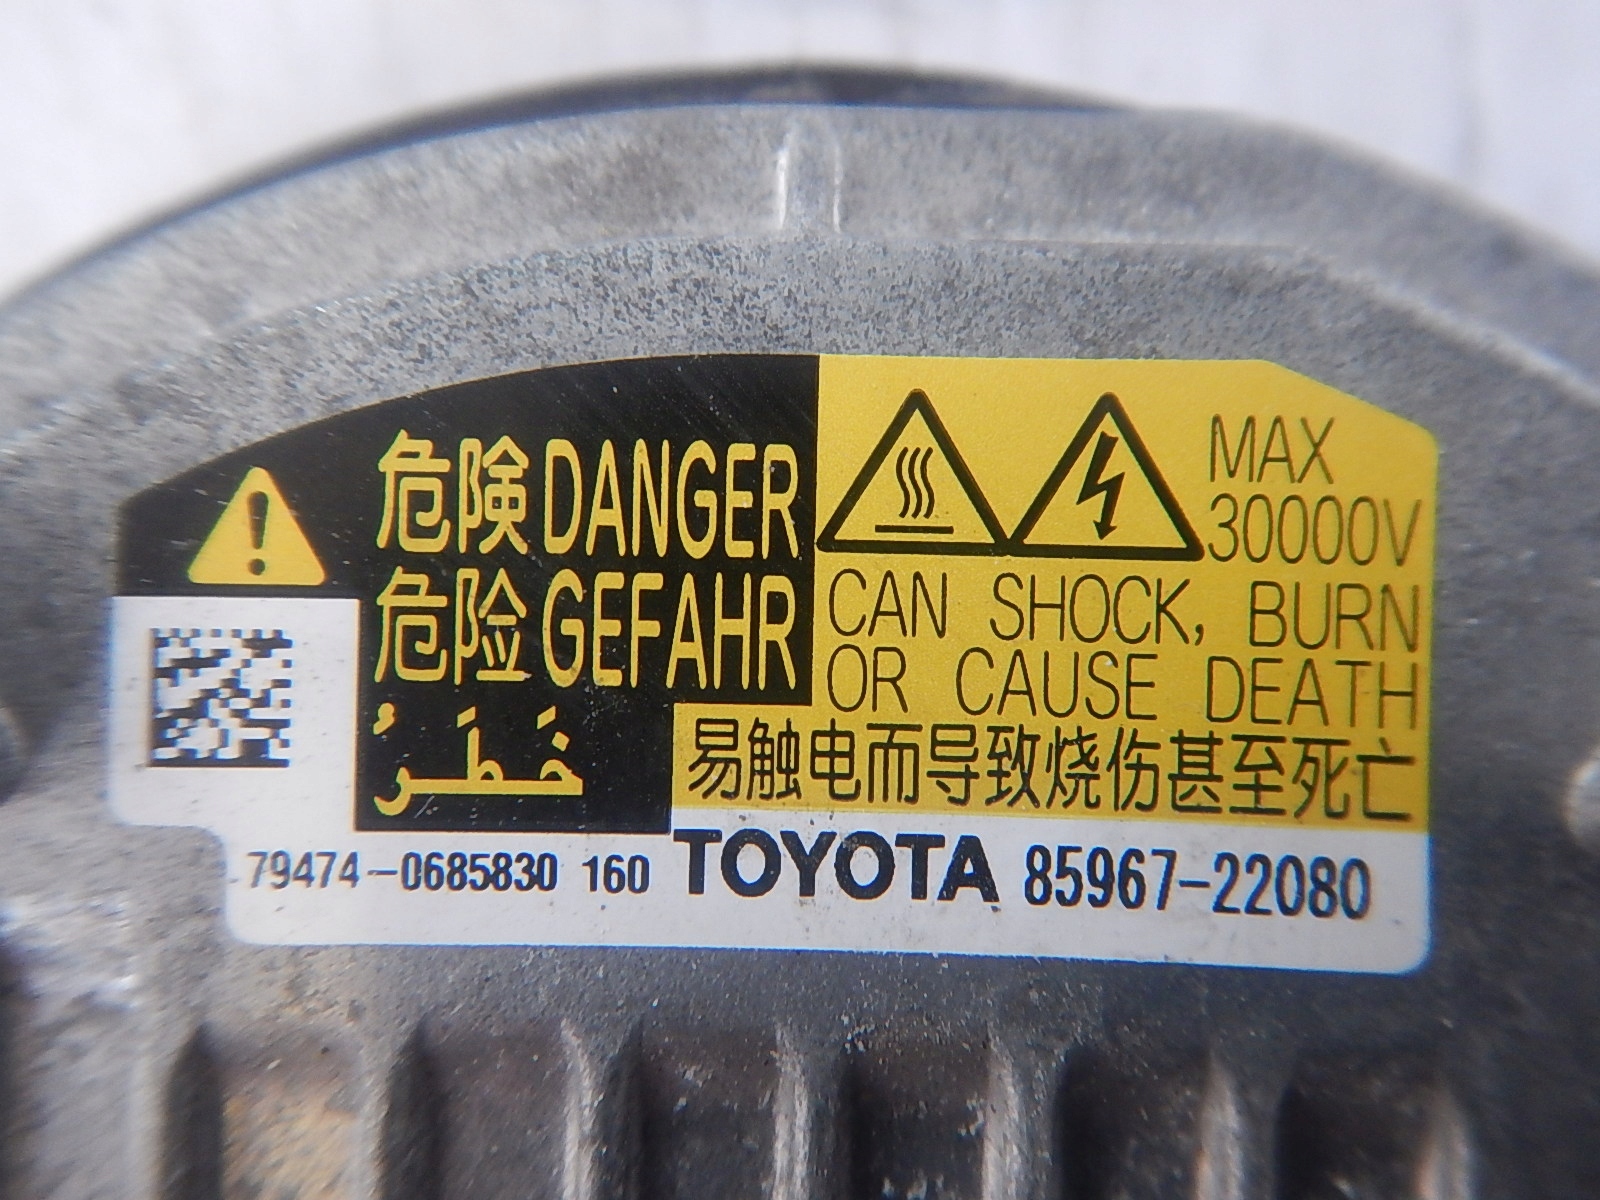 危険 DANGER
危险 GEFAHR
خَطَرُ
MAX
30000V
CAN SHOCK, BURN
OR CAUSE DEATH
易触电而导致烧伤甚至死亡
79474-0685830 160 TOYOTA 85967-22080